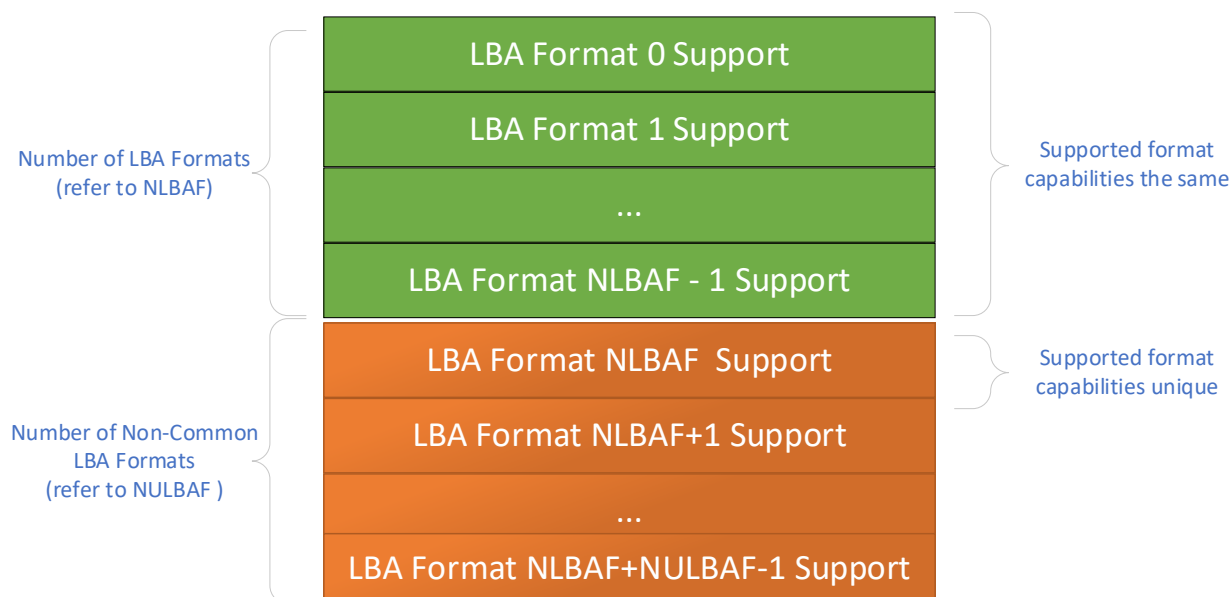 LBA Format 0 Support
LBA Format 1 Support
...
LBA Format NLBAF - 1 Support
LBA Format NLBAF Support
LBA Format NLBAF+1 Support
...
LBA Format NLBAF+NULBAF-1 Support
Number of LBA Formats
(refer to NLBAF)
Number of Non-Common
LBA Formats
(refer to NULBAF )
Supported format
capabilities the same
Supported format
capabilities unique